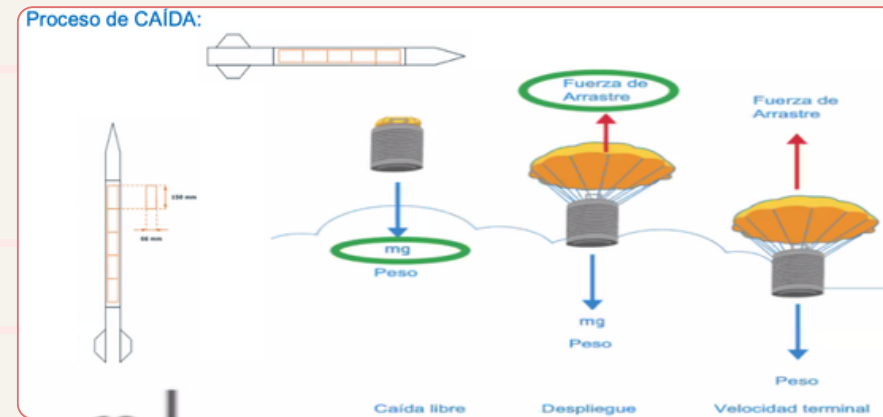 Proceso de CAÍDA:
150 mm
66 mm
mg
Peso
Caída libre
Fuerza de
Arrastre
mg
Peso
Despliegue
Fuerza de
Arrastre
Peso
Velocidad terminal